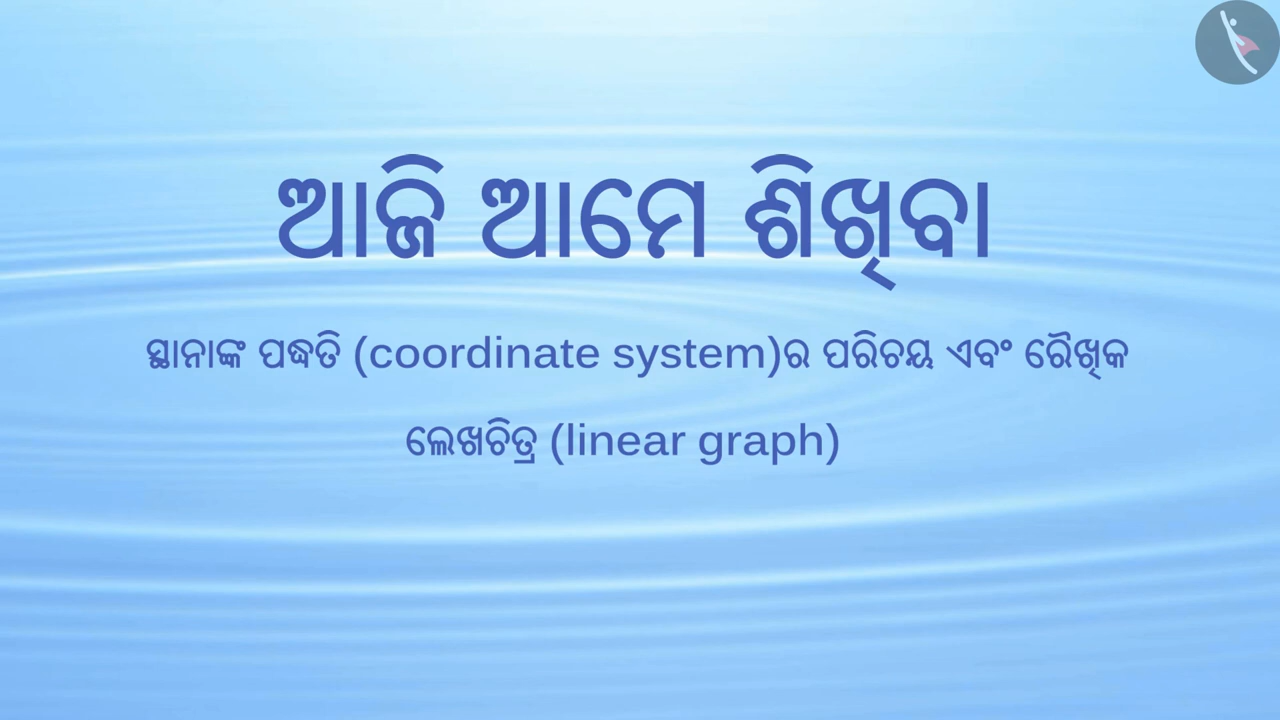 ଆଜି ଆମେ ଶିଖିବା
ସ୍ଥାନାଙ୍କ ପଦ୍ଧତି (coordinate system)ର ପରିଚୟ ଏବଂ ରୈଖିକ
ଲେଖଚିତ୍ର (linear graph)